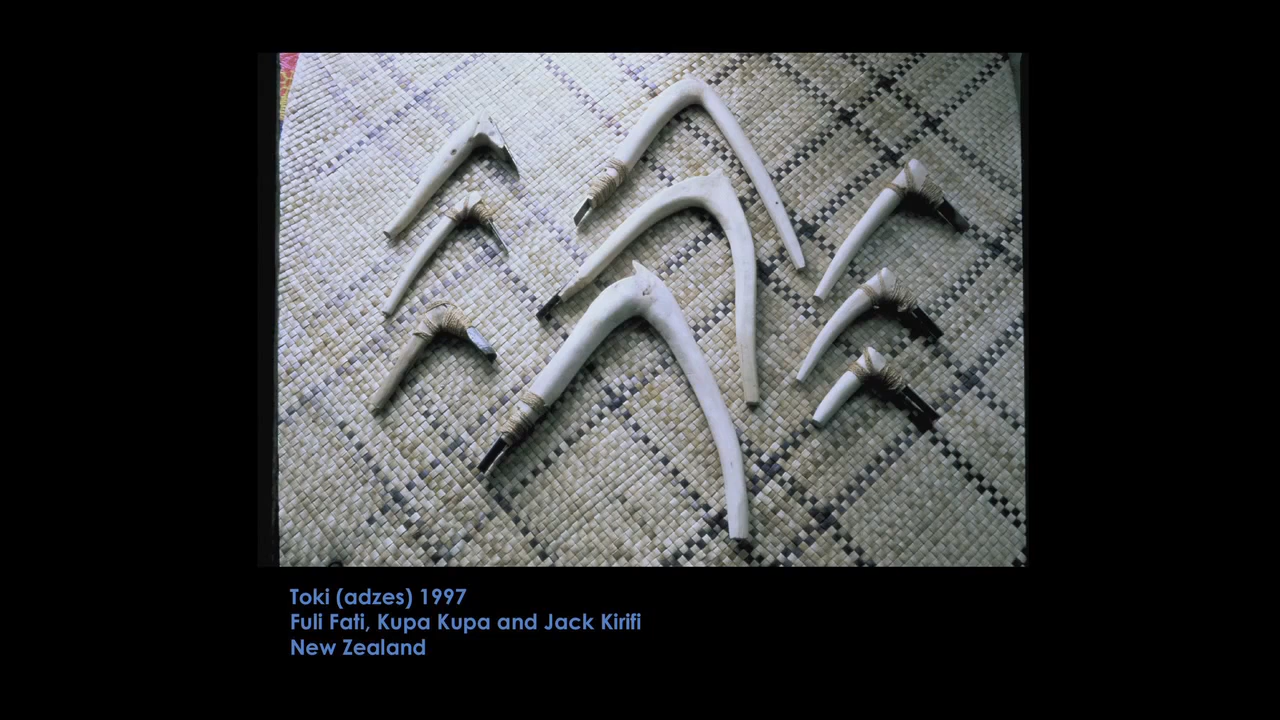 Toki (adzes) 1997
Fuli Fati, Kupa Kupa and Jack Kirifi
New Zealand